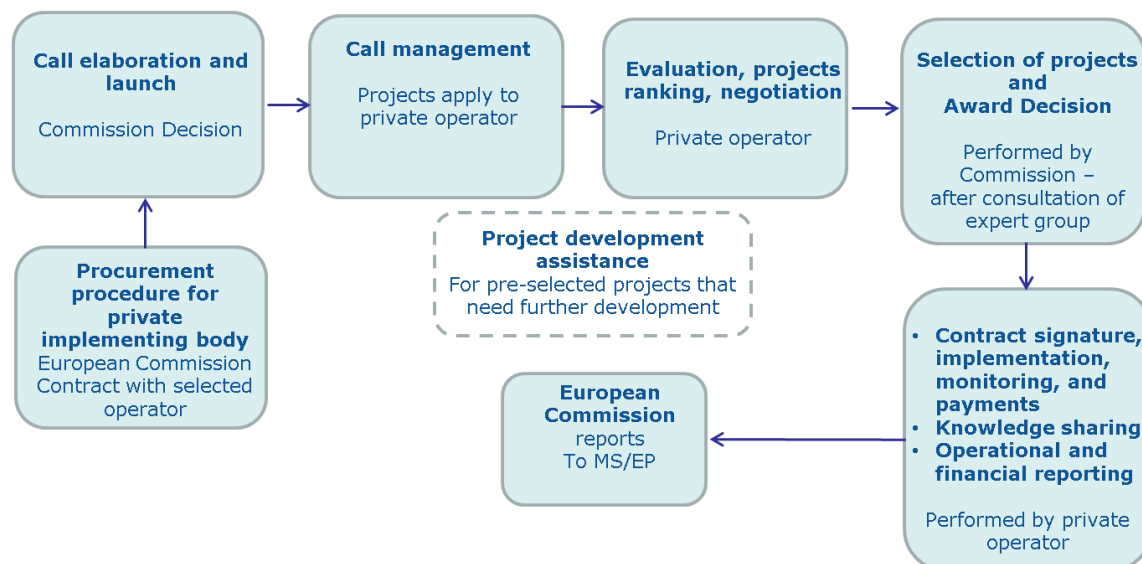 Call elaboration and
launch
Commission Decision
Call management
Projects apply to
private operator
Evaluation, projects
ranking, negotiation
Private operator
Selection of projects
and
Award Decision
Performed by
Commission –
after consultation of
expert group
Procurement
procedure for
private
implementing body
European Commission
Contract with selected
operator
Project development
assistance
For pre-selected projects that
need further development
European
Commission
reports
To MS/EP
• Contract signature,
implementation,
monitoring, and
payments
• Knowledge sharing
• Operational and
financial reporting
Performed by private
operator